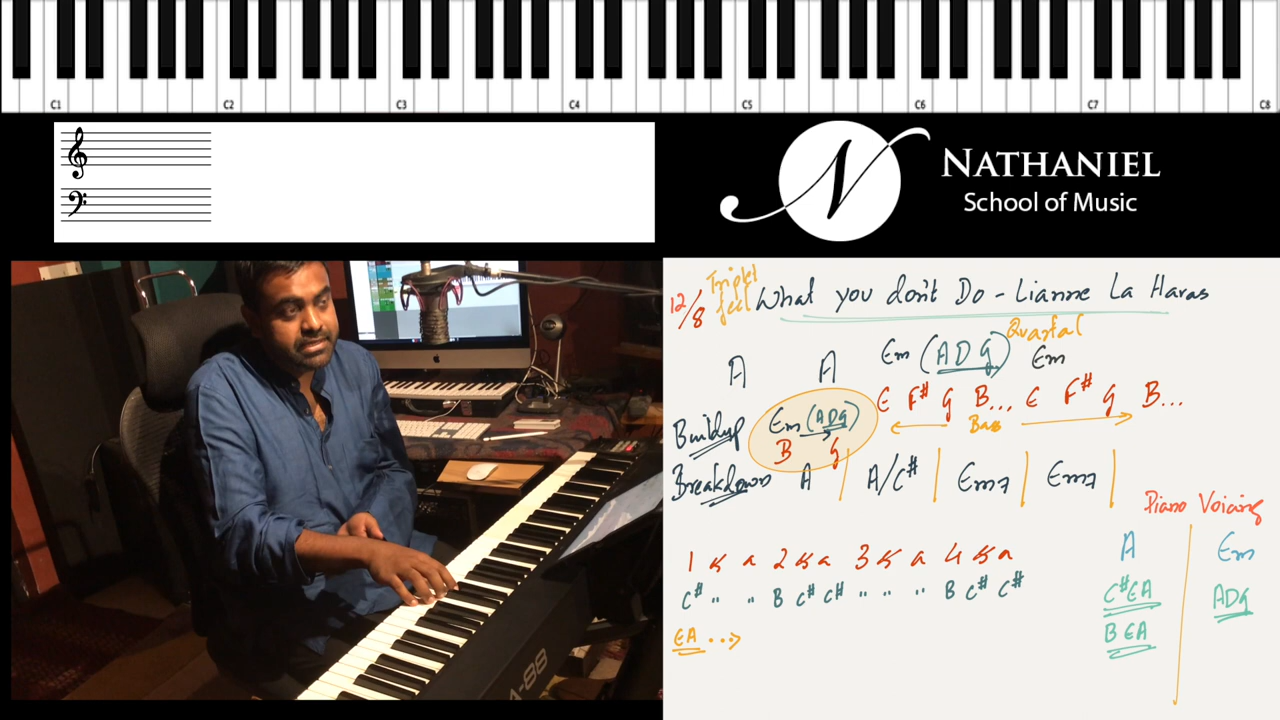 C1 C2 C3 C4 C5 C6 C7 C8
NATHANIEL
School of Music
12/8 Triplet feel What you don't Do - Lianne La Havas
Quartal
A A Em (ADG) Em
E F# G B... E F# G B...
Bass
Buildup Em (ADG)
B G
Breakdown A | A/C# | Em7 | Em7 |
Piano Voicing
A Em
1 & a 2 & a 3 & a 4 & a
C# " " B C# C# " " " B C# C#
C#EA ADG
EA ...
BEA
A-88